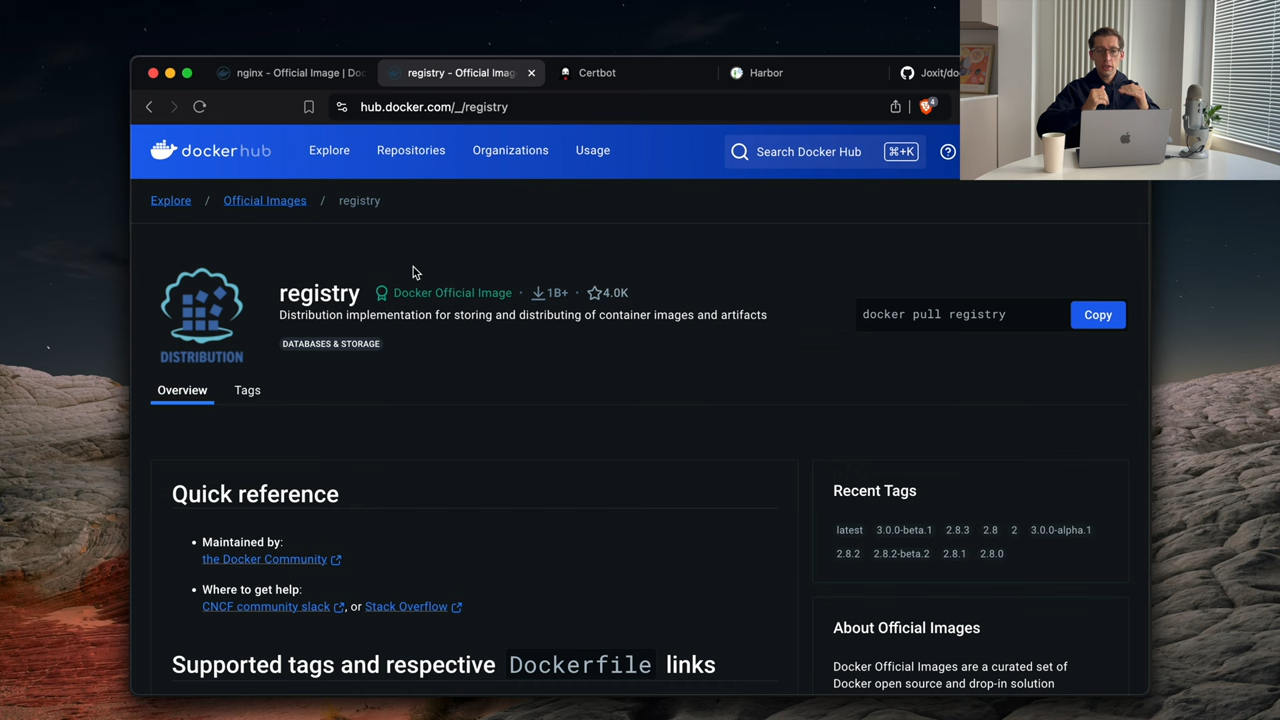 nginx - Official Image | Doc
registry - Official Imag
Certbot
Harbor
Joxit/do
hub.docker.com/_/registry
4
dockerhub
Explore
Repositories
Organizations
Usage
Search Docker Hub
⌘+K
?
Explore / Official Images / registry
registry
Docker Official Image · 1B+ · 4.0K
Distribution implementation for storing and distributing of container images and artifacts
DATABASES & STORAGE
DISTRIBUTION
docker pull registry
Copy
Overview
Tags
Quick reference
• Maintained by:
the Docker Community
• Where to get help:
CNCF community slack, or Stack Overflow
Supported tags and respective Dockerfile links
Recent Tags
latest 3.0.0-beta.1 2.8.3 2.8 2 3.0.0-alpha.1
2.8.2 2.8.2-beta.2 2.8.1 2.8.0
About Official Images
Docker Official Images are a curated set of
Docker open source and drop-in solution